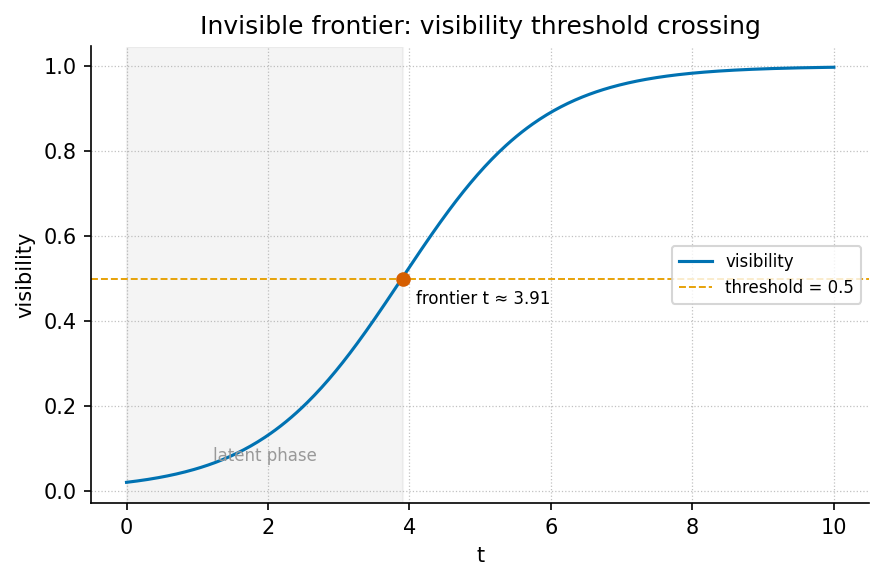 Invisible frontier: visibility threshold crossing
1.0
0.8
0.6
0.4
0.2
0.0
visibility
visibility
threshold = 0.5
frontier t ≈ 3.91
latent phase
0 2 4 6 8 10
t